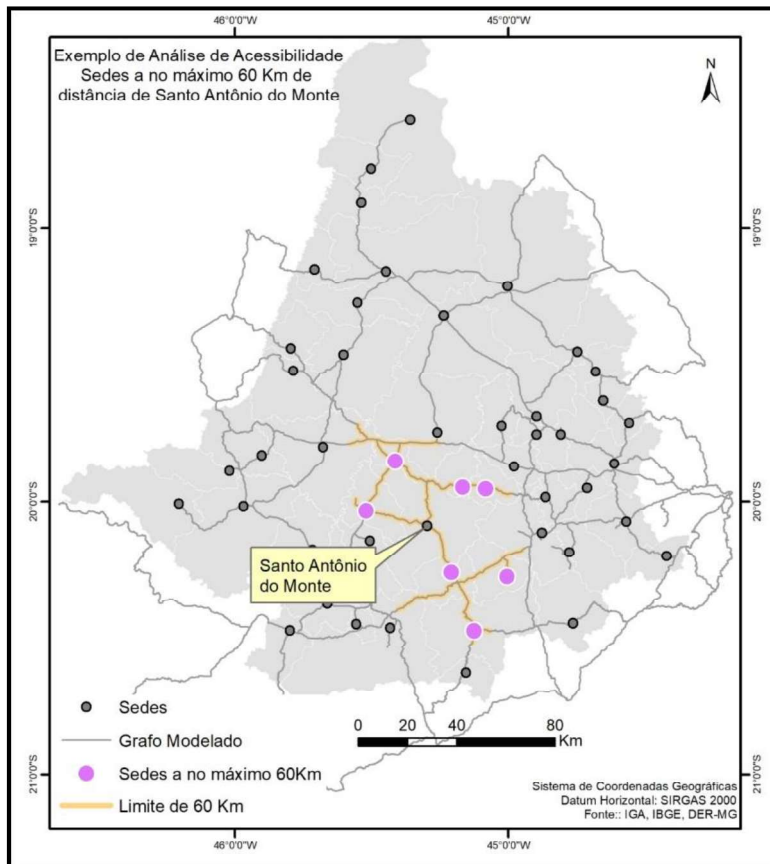 46°0'0"W
45°0'0"W
Exemplo de Análise de Acessibilidade
Sedes a no máximo 60 Km de
distância de Santo Antônio do Monte
N
19°0'0"S
19°0'0"S
20°0'0"S
20°0'0"S
Santo Antônio
do Monte
Sedes
Grafo Modelado
Sedes a no máximo 60Km
Limite de 60 Km
0 20 40 80
Km
21°0'0"S
21°0'0"S
Sistema de Coordenadas Geográficas
Datum Horizontal: SIRGAS 2000
Fonte:: IGA, IBGE, DER-MG
46°0'0"W
45°0'0"W